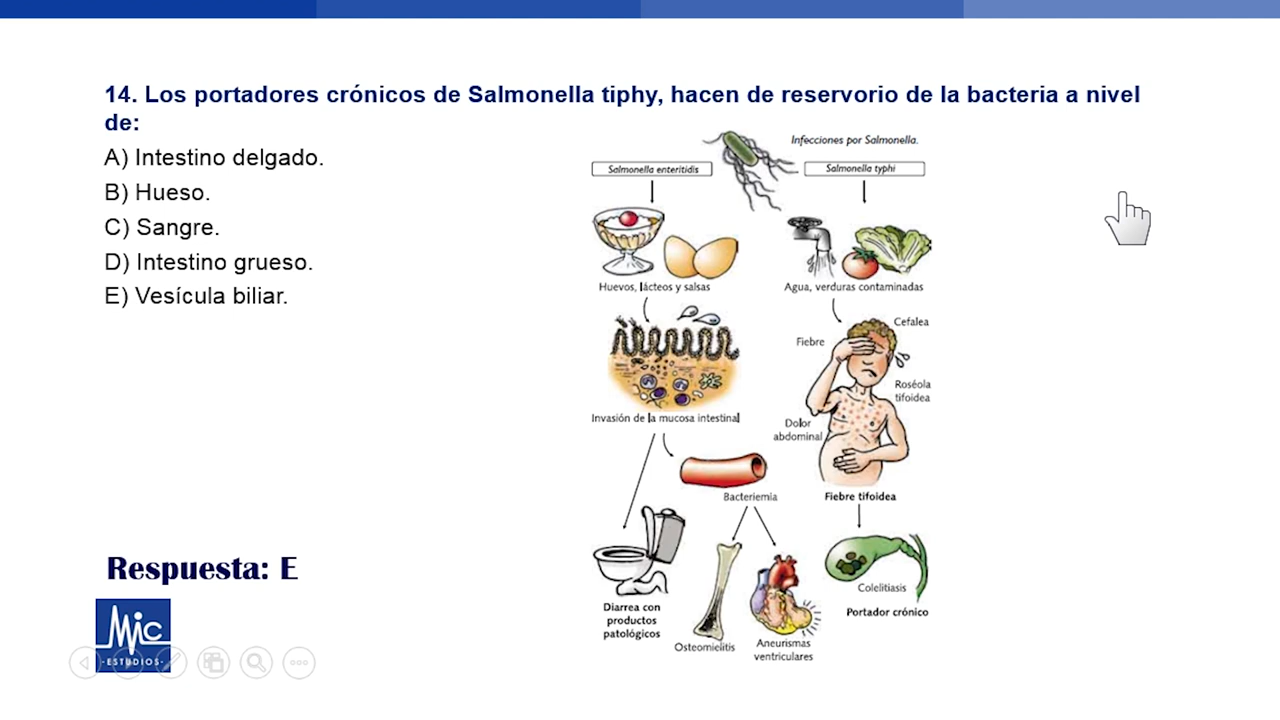 14. Los portadores crónicos de Salmonella tiphy, hacen de reservorio de la bacteria a nivel
de:
A) Intestino delgado.
B) Hueso.
C) Sangre.
D) Intestino grueso.
E) Vesícula biliar.
Infecciones por Salmonella.
Salmonella enteritidis
Salmonella typhi
Huevos, lácteos y salsas
Agua, verduras contaminadas
Cefalea
Fiebre
Roséola
tifoidea
Invasión de la mucosa intestinal
Dolor
abdominal
Bacteriemia
Fiebre tifoidea
Colelitiasis
Portador crónico
Diarrea con
productos
patológicos
Osteomielitis
Aneurismas
ventriculares
Respuesta: E
Mic
·ESTUDIOS·